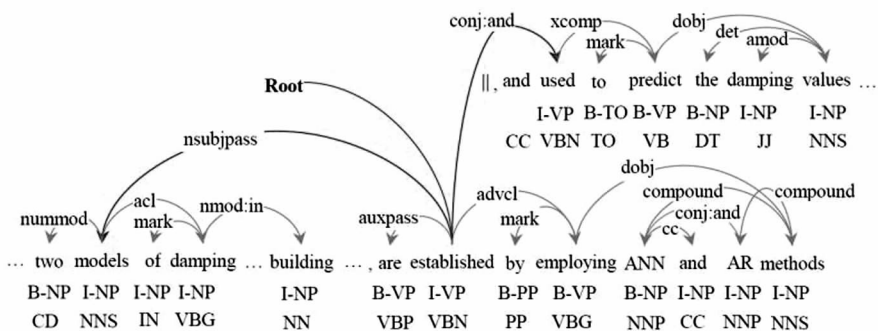 conj:and xcomp dobj
mark det amod
||, and used to predict the damping values ...
I-VP B-TO B-VP B-NP I-NP I-NP
CC VBN TO VB DT JJ NNS
Root
nsubjpass
dobj
nummod acl mark nmod:in auxpass advcl mark compound conj:and cc compound
... two models of damping ... building ..., are established by employing ANN and AR methods
B-NP I-NP I-NP I-NP I-NP B-VP I-VP B-PP B-VP B-NP I-NP I-NP I-NP
CD NNS IN VBG NN VBP VBN PP VBG NNP CC NNP NNS